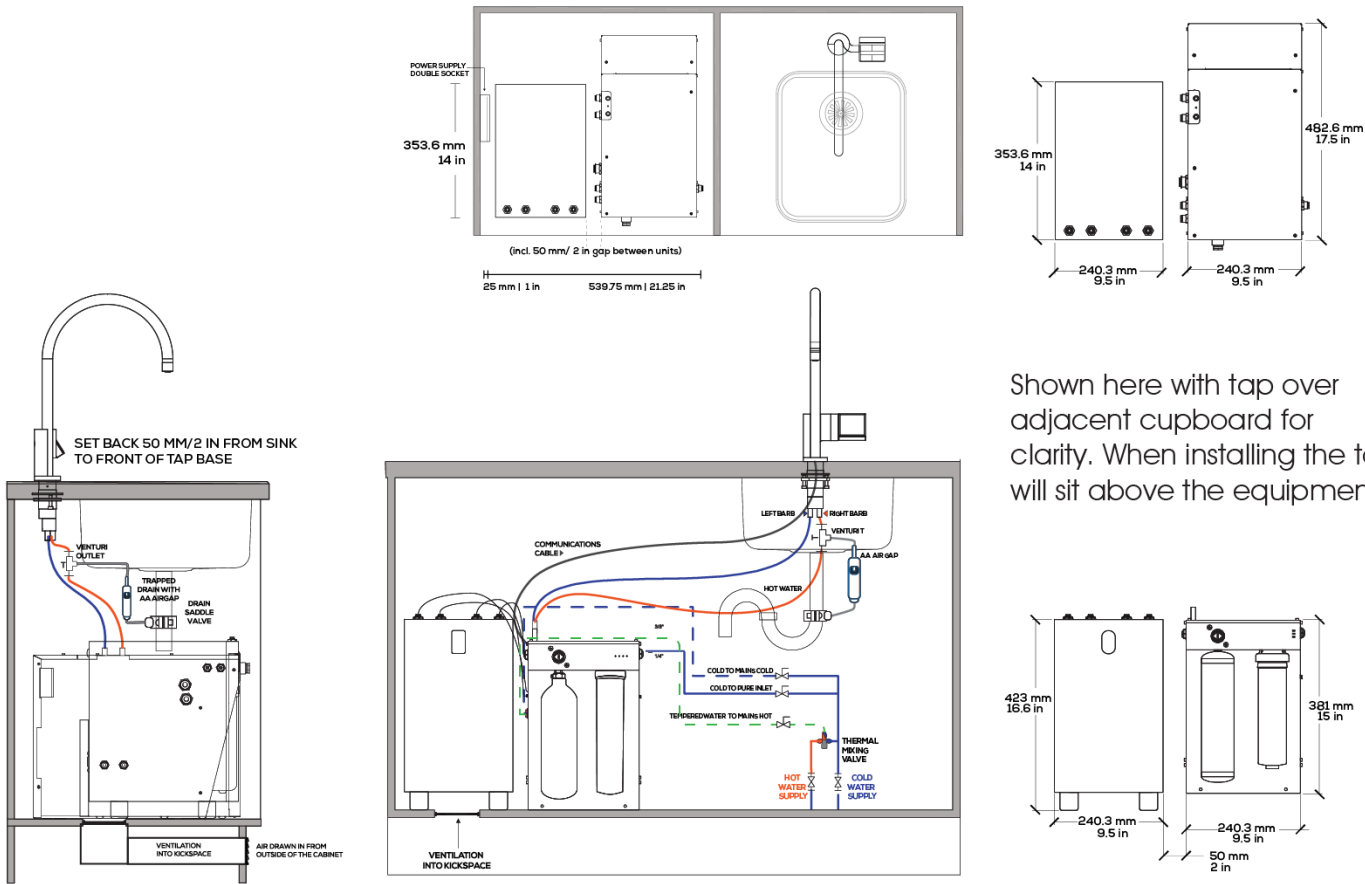 POWER SUPPLY
DOUBLE SOCKET
353.6 mm
14 in
(incl. 50 mm/ 2 in gap between units)
25 mm | 1 in
539.75 mm | 21.25 in
353.6 mm
14 in
482.6 mm
17.5 in
240.3 mm
9.5 in
240.3 mm
9.5 in
SET BACK 50 MM/2 IN FROM SINK
TO FRONT OF TAP BASE
VENTURI
OUTLET
TRAPPED
DRAIN WITH
AA AIRGAP
DRAIN
SADDLE
VALVE
VENTILATION
INTO KICKSPACE
AIR DRAWN IN FROM
OUTSIDE OF THE CABINET
COMMUNICATIONS
CABLE
LEFT BARB
RIGHT BARB
VENTURI T
AA AIR GAP
HOT WATER
3/8"
1/4"
COLD TO MAINS COLD
COLD TO PURE INLET
TEMPERED WATER TO MAINS HOT
THERMAL
MIXING
VALVE
HOT
WATER
SUPPLY
COLD
WATER
SUPPLY
VENTILATION
INTO KICKSPACE
Shown here with tap over
adjacent cupboard for
clarity. When installing the t
will sit above the equipmen
423 mm
16.6 in
381 mm
15 in
240.3 mm
9.5 in
240.3 mm
9.5 in
50 mm
2 in